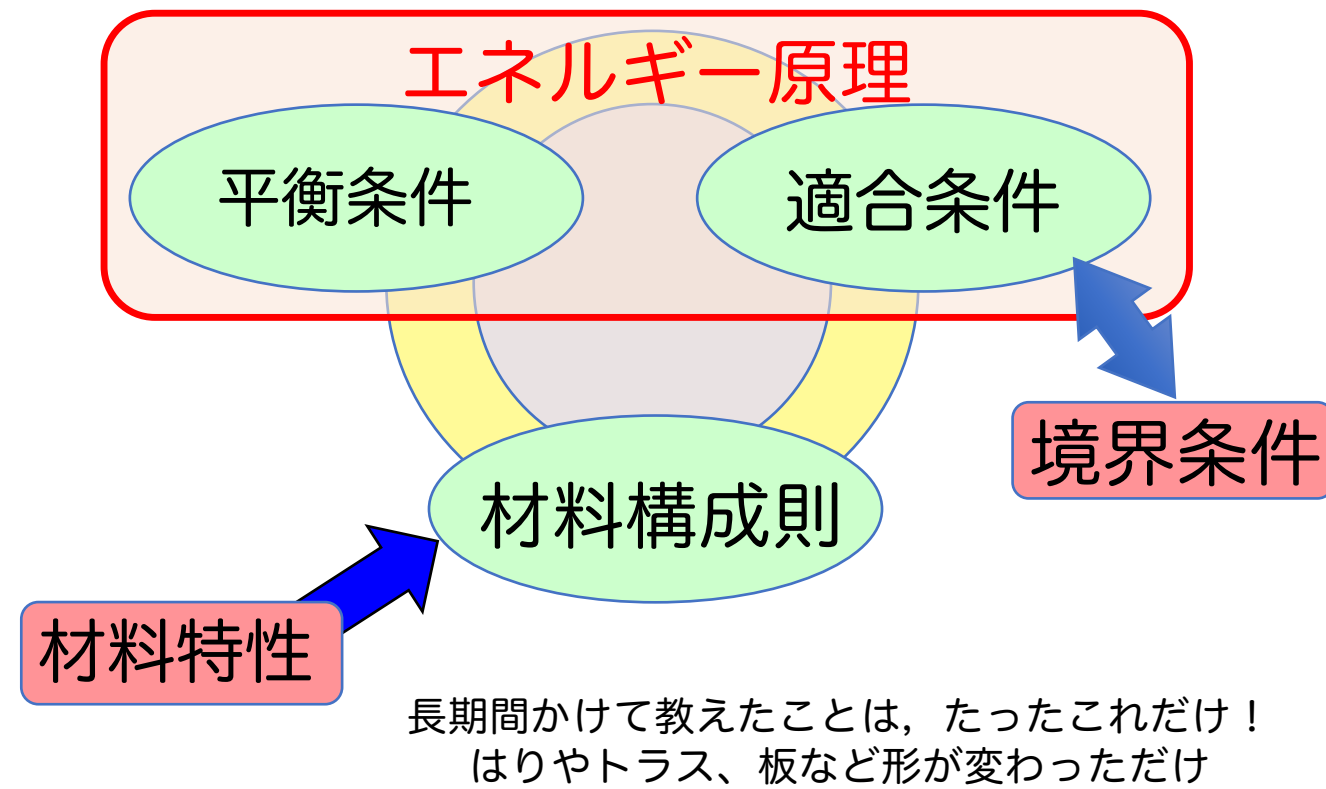 エネルギー原理
平衡条件
適合条件
境界条件
材料構成則
材料特性
長期間かけて教えたことは，たったこれだけ！
はりやトラス、板など形が変わっただけ